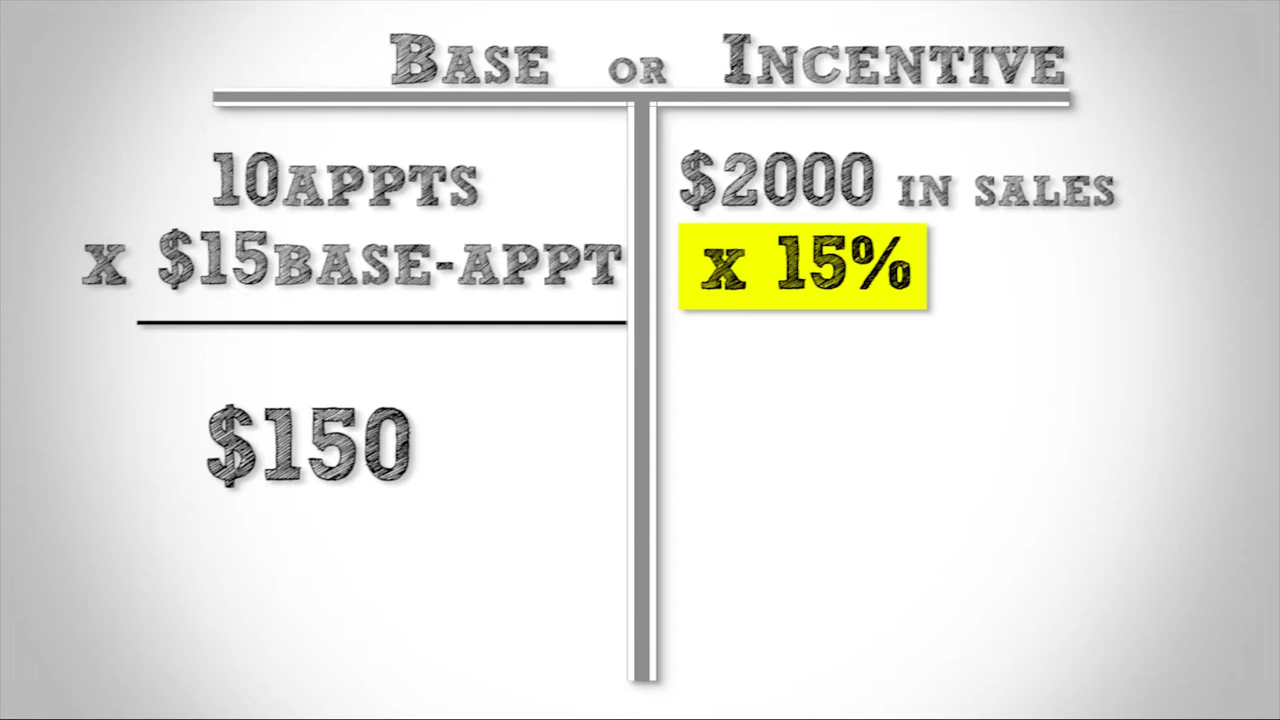 BASE OR INCENTIVE
10APPTS
X $15BASE-APPT
$150
$2000 IN SALES
X 15%